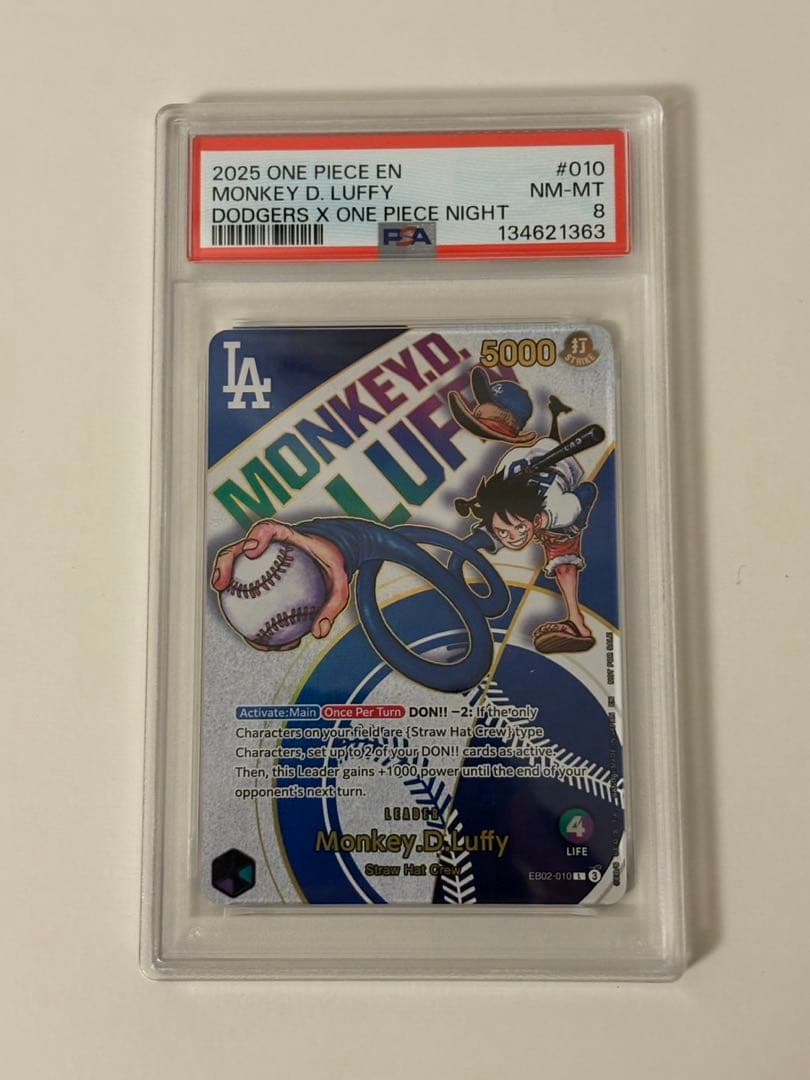 2025 ONE PIECE EN #010
MONKEY D. LUFFY NM-MT
DODGERS X ONE PIECE NIGHT 8
PSA 134621363
LA
MONKEY.D.
LUFFY
5000
打
STRIKE
Activate:Main Once Per Turn DON!! −2: If the only
Characters on your field are {Straw Hat Crew} type
Characters, set up to 2 of your DON!! cards as active.
Then, this Leader gains +1000 power until the end of your
opponent's next turn.
LEADER
Monkey.D.Luffy
Straw Hat Crew
4
LIFE
EB02-010 L 3
NOT FOR SALE